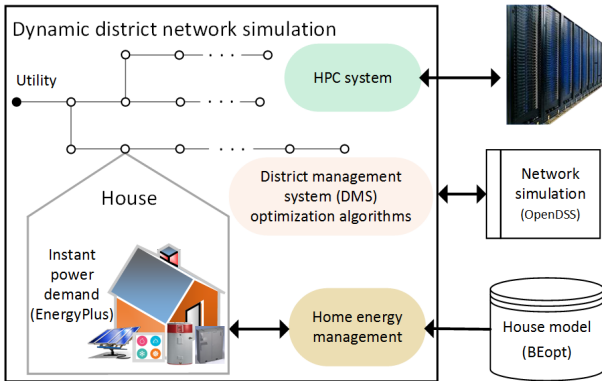 Dynamic district network simulation
Utility
HPC system
District management
system (DMS)
optimization algorithms
Network
simulation
(OpenDSS)
House
Instant
power
demand
(EnergyPlus)
Home energy
management
House model
(BEopt)